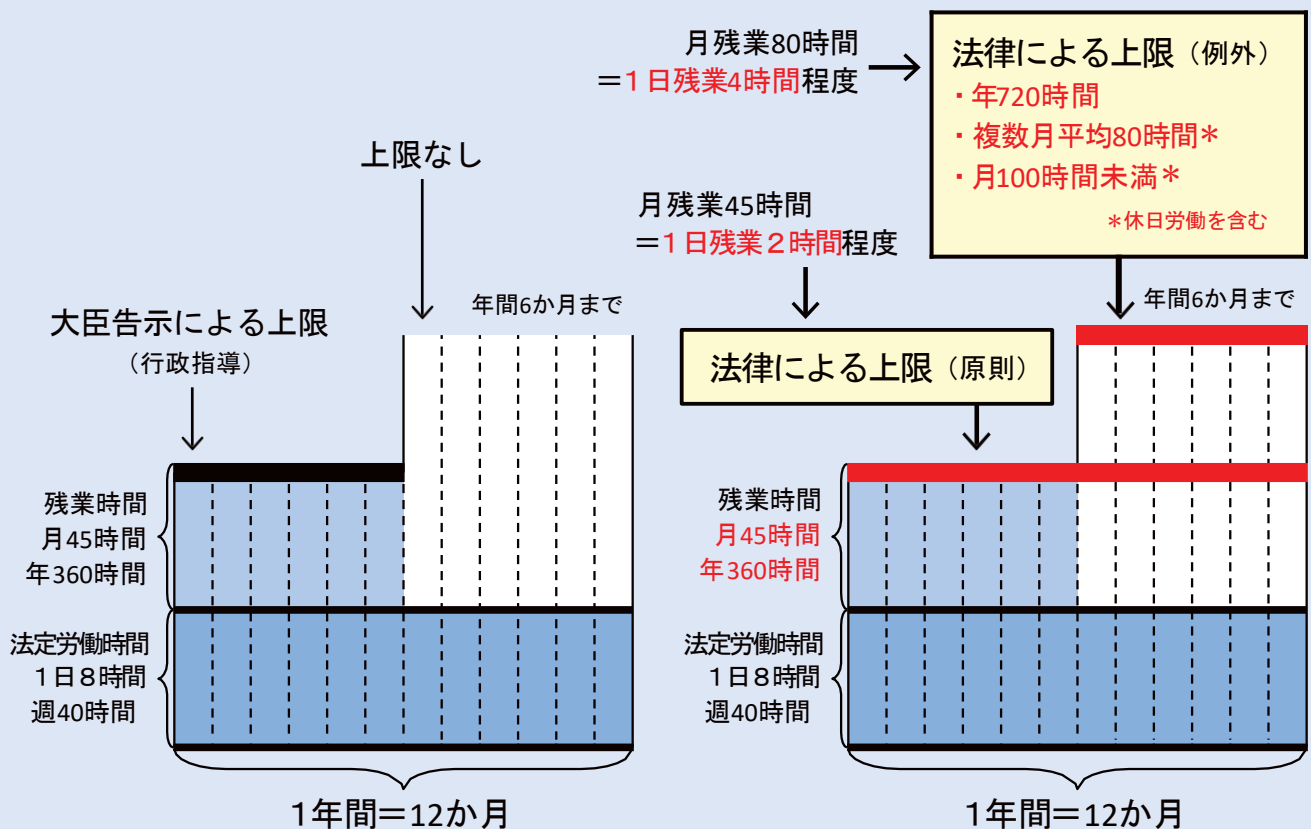 上限なし
年間6か月まで
大臣告示による上限
（行政指導）
残業時間
月45時間
年360時間
法定労働時間
１日８時間
週40時間
１年間＝12か月
月残業80時間
＝１日残業4時間程度
法律による上限（例外）
・年720時間
・複数月平均80時間＊
・月100時間未満＊
＊休日労働を含む
月残業45時間
＝１日残業２時間程度
年間6か月まで
法律による上限（原則）
残業時間
月45時間
年360時間
法定労働時間
１日８時間
週40時間
１年間＝12か月